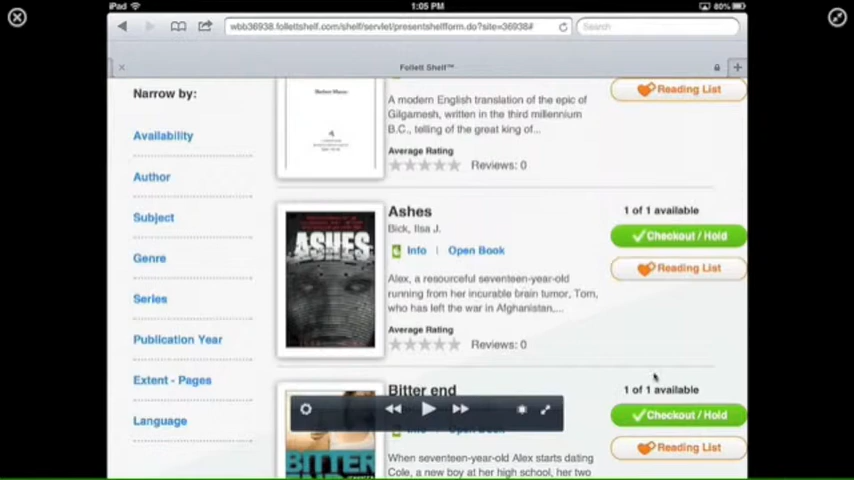 iPad
1:05 PM
80%
wbb36938.follettshelf.com/shelf/servlet/presentshelfform.do?site=36938#
Search
Follett Shelf™
Narrow by:
Availability
Author
Subject
Genre
Series
Publication Year
Extent - Pages
Language
Reading List
A modern English translation of the epic of
Gilgamesh, written in the third millennium
B.C., telling of the great king of...
Average Rating
Reviews: 0
ASHES
Ashes
Bick, Ilsa J.
Info | Open Book
Alex, a resourceful seventeen-year-old
running from her incurable brain tumor, Tom,
who has left the war in Afghanistan,...
Average Rating
Reviews: 0
1 of 1 available
Checkout / Hold
Reading List
BITTER
Bitter end
When seventeen-year-old Alex starts dating
Cole, a new boy at her high school, her two
1 of 1 available
Checkout / Hold
Reading List